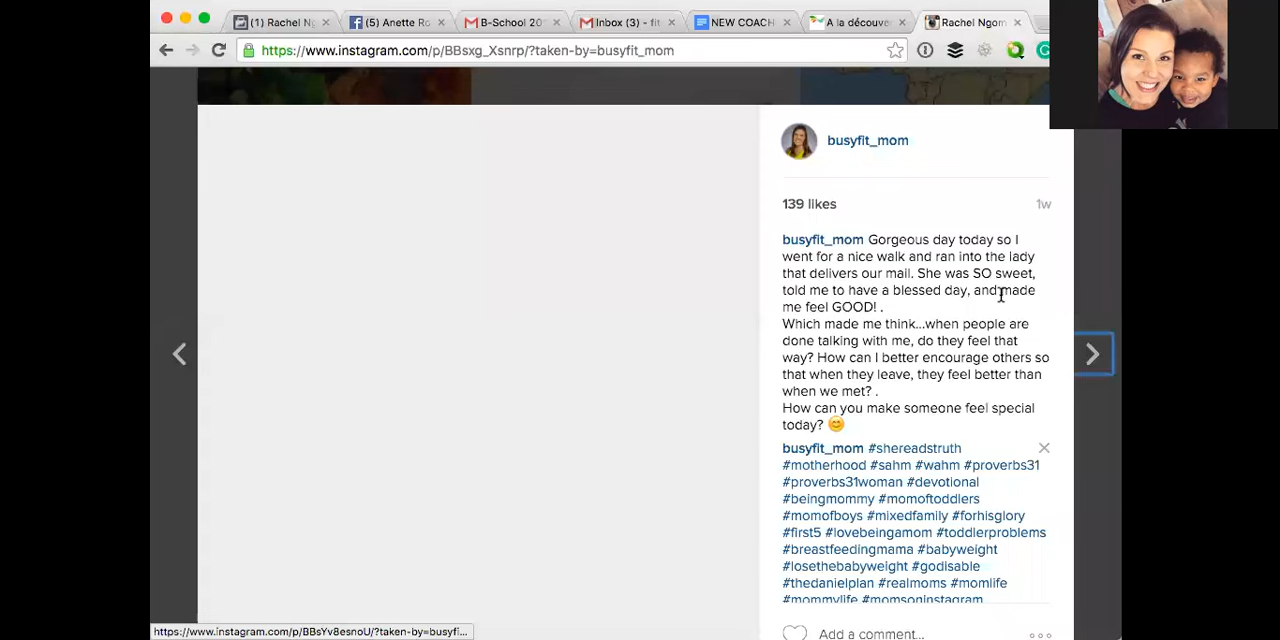 (1) Rachel Ng
(5) Anette Ro
B-School 20
Inbox (3) - fit
NEW COACH
A la découve
Rachel Ngom
https://www.instagram.com/p/BBsxg_Xsnrp/?taken-by=busyfit_mom
busyfit_mom
139 likes
1w
busyfit_mom Gorgeous day today so I
went for a nice walk and ran into the lady
that delivers our mail. She was SO sweet,
told me to have a blessed day, and made
me feel GOOD! .
Which made me think...when people are
done talking with me, do they feel that
way? How can I better encourage others so
that when they leave, they feel better than
when we met? .
How can you make someone feel special
today? 😊
busyfit_mom #shereadstruth
#motherhood #sahm #wahm #proverbs31
#proverbs31woman #devotional
#beingmommy #momoftoddlers
#momofboys #mixedfamily #forhisglory
#first5 #lovebeingamom #toddlerproblems
#breastfeedingmama #babyweight
#losethebabyweight #godisable
#thedanielplan #realmoms #momlife
#mommylife #momsoninstagram
Add a comment...
https://www.instagram.com/p/BBsYv8esnoU/?taken-by=busyfi...